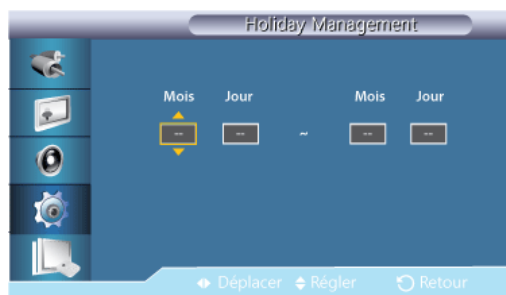 Holiday Management
Mois Jour Mois Jour
-- -- ~ -- --
Déplacer Régler Retour